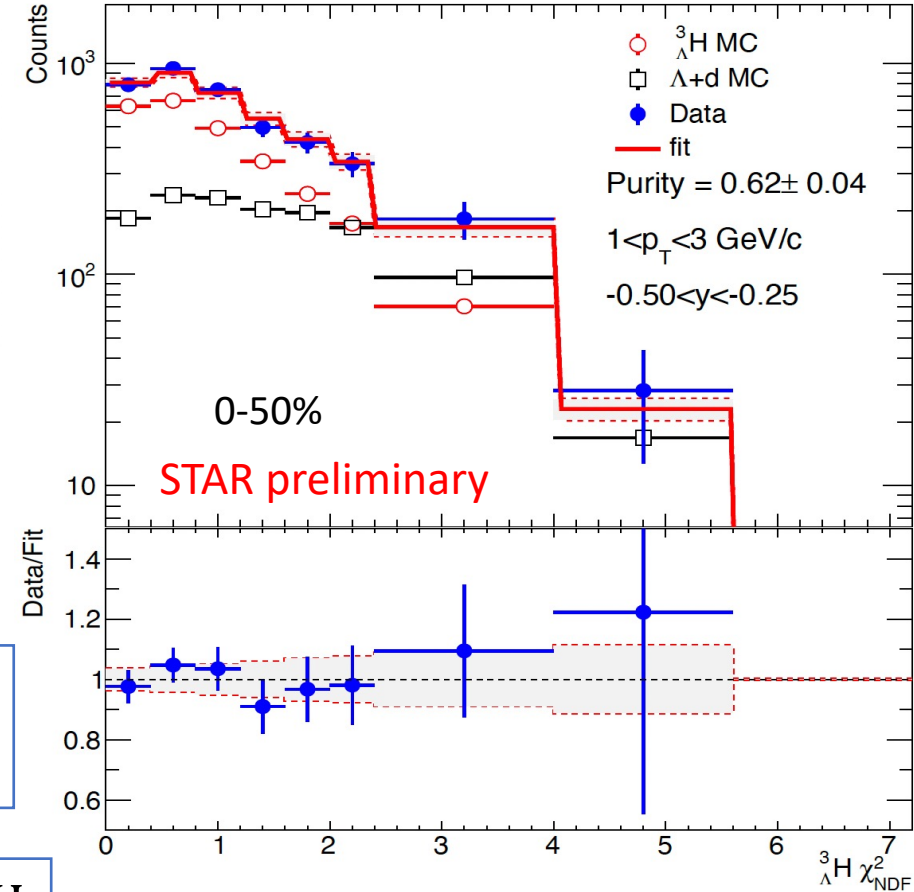 Counts
10³
10²
10
³ΛH MC
Λ+d MC
Data
fit
Purity = 0.62± 0.04
1<p_T<3 GeV/c
-0.50<y<-0.25
0-50%
STAR preliminary
Data/Fit
1.4
1.2
1
0.8
0.6
0 1 2 3 4 5 6 7
³ΛH χ²NDF